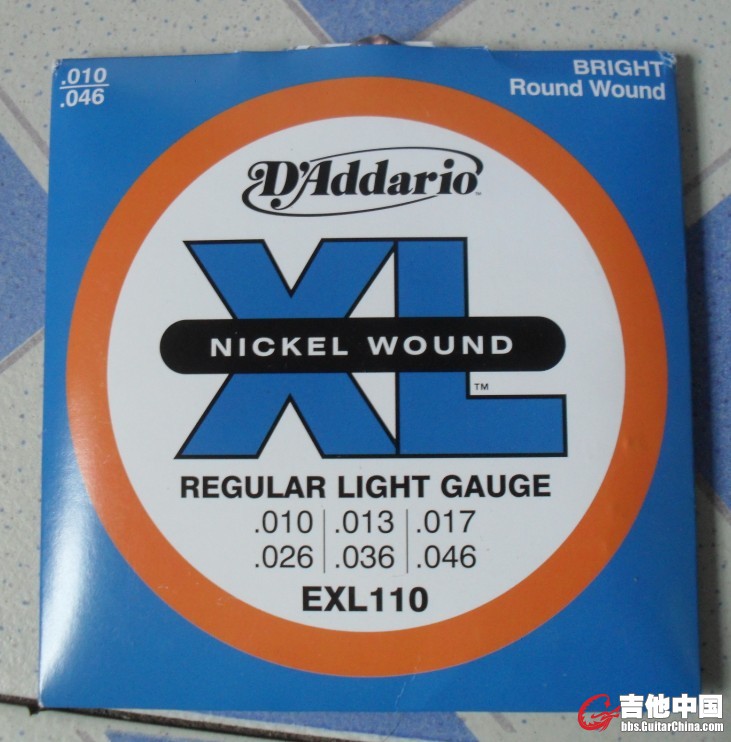 .010
.046
BRIGHT
Round Wound
D'Addario
XL
NICKEL WOUND
TM
REGULAR LIGHT GAUGE
.010 .013 .017
.026 .036 .046
EXL110
吉他中国
bbs.GuitarChina.com